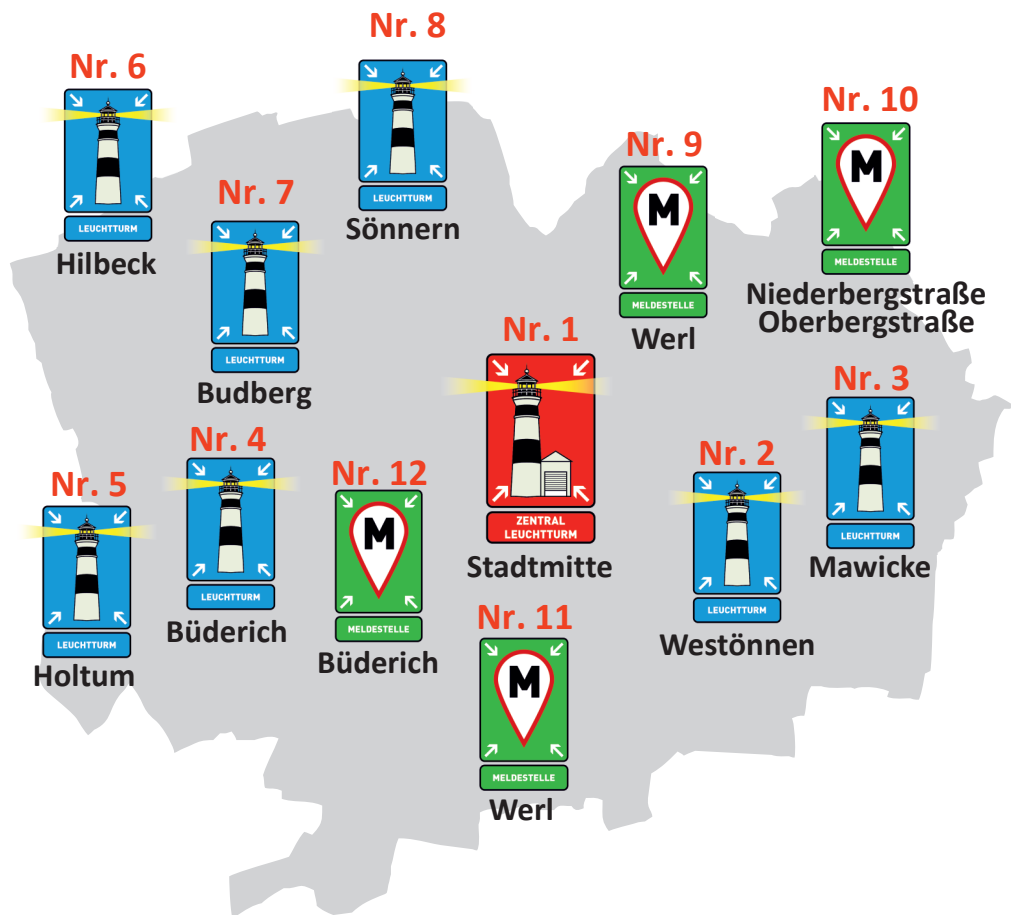 Nr. 6
LEUCHTTURM
Hilbeck
Nr. 8
LEUCHTTURM
Sönnern
Nr. 7
LEUCHTTURM
Budberg
Nr. 9
M
MELDESTELLE
Werl
Nr. 10
M
MELDESTELLE
Niederbergstraße
Oberbergstraße
Nr. 1
ZENTRAL
LEUCHTTURM
Stadtmitte
Nr. 3
LEUCHTTURM
Mawicke
Nr. 2
LEUCHTTURM
Westönnen
Nr. 5
LEUCHTTURM
Holtum
Nr. 4
LEUCHTTURM
Büderich
Nr. 12
M
MELDESTELLE
Büderich
Nr. 11
M
MELDESTELLE
Werl